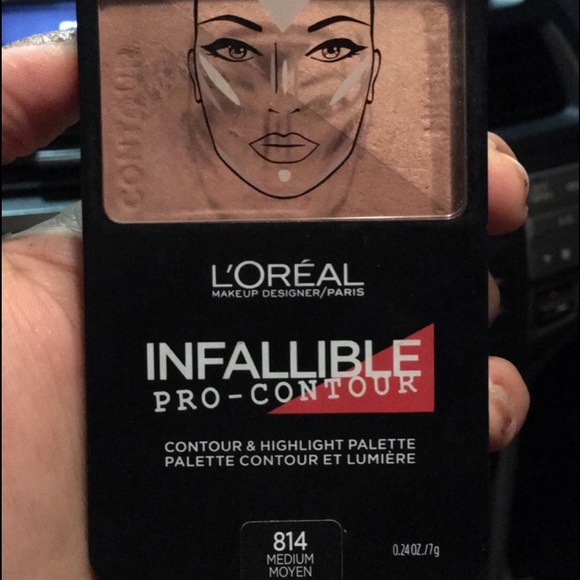 CONTOUR
L'ORÉAL
MAKEUP DESIGNER/PARIS
INFALLIBLE
PRO-CONTOUR
CONTOUR & HIGHLIGHT PALETTE
PALETTE CONTOUR ET LUMIÈRE
814
MEDIUM
MOYEN
0.24 OZ./7g